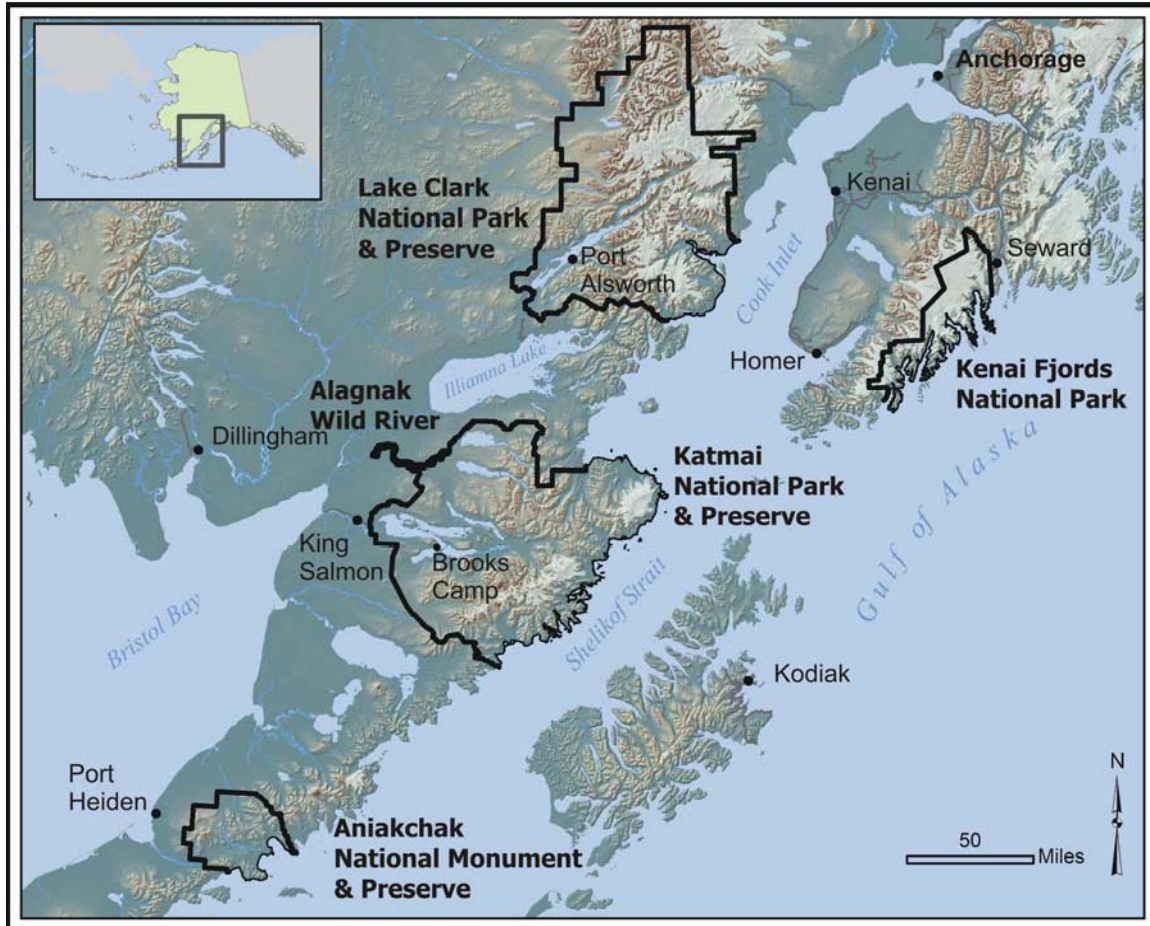 Anchorage
Lake Clark
National Park
& Preserve
Kenai
Port
Alsworth
Cook Inlet
Seward
Homer
Kenai Fjords
National Park
Illiamna Lake
Alagnak
Wild River
Dillingham
Katmai
National Park
& Preserve
Gulf of Alaska
King
Salmon
Brooks
Camp
Shelikof Strait
Bristol Bay
Kodiak
Port
Heiden
Aniakchak
National Monument
& Preserve
N
50
Miles